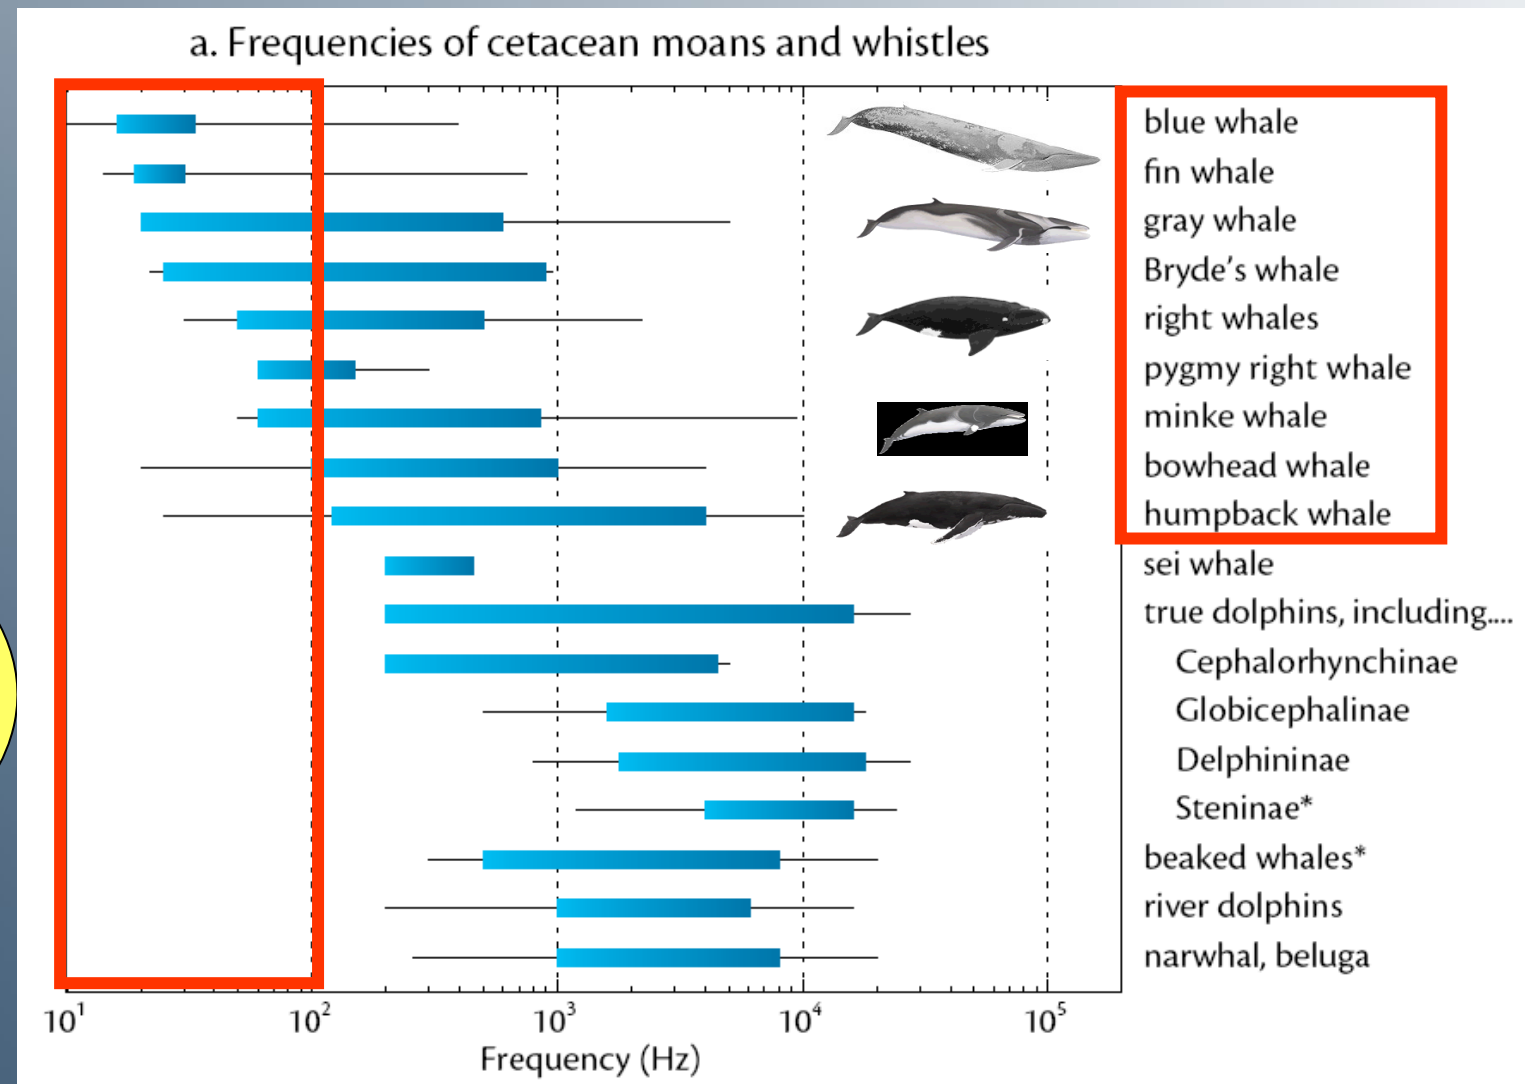 a. Frequencies of cetacean moans and whistles
blue whale
fin whale
gray whale
Bryde's whale
right whales
pygmy right whale
minke whale
bowhead whale
humpback whale
sei whale
true dolphins, including....
Cephalorhynchinae
Globicephalinae
Delphininae
Steninae*
beaked whales*
river dolphins
narwhal, beluga
10¹ 10² 10³ 10⁴ 10⁵
Frequency (Hz)